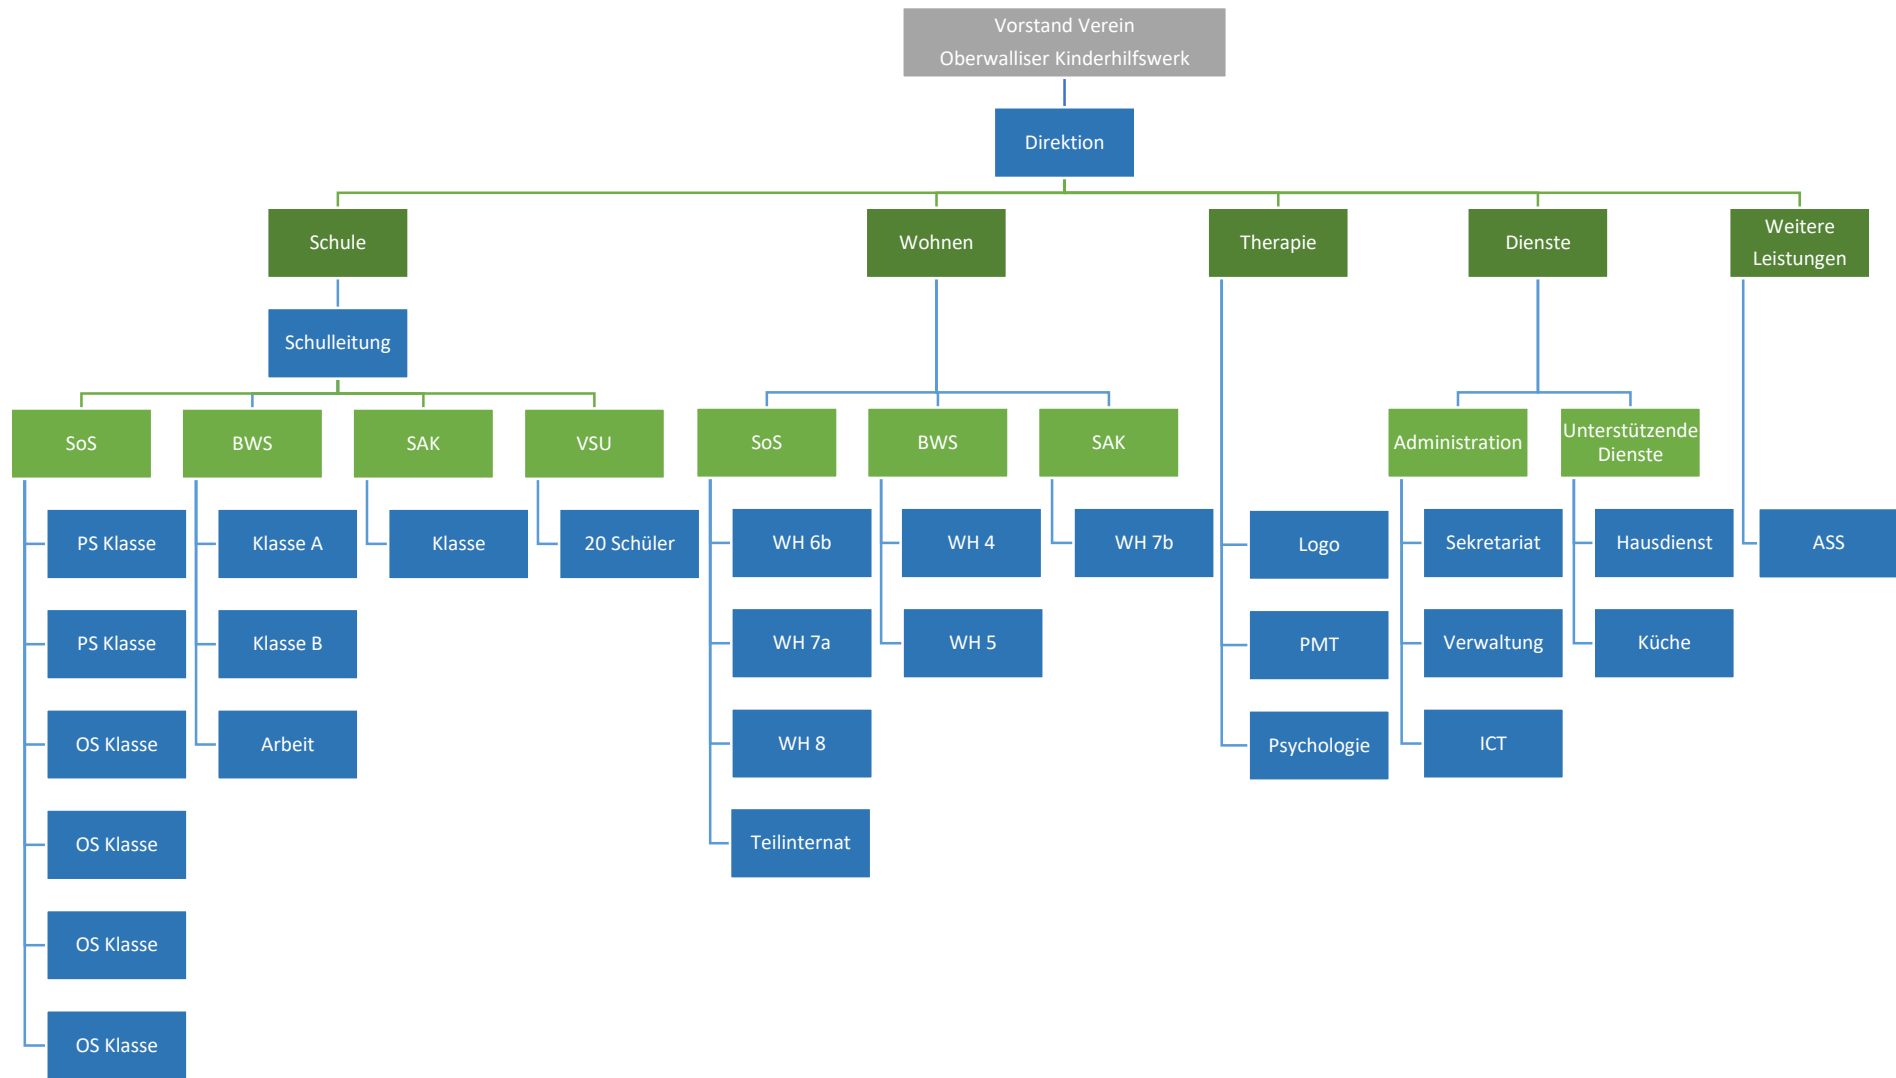 Vorstand Verein
Oberwalliser Kinderhilfswerk
Direktion
Schule
Wohnen
Therapie
Dienste
Weitere
Leistungen
Schulleitung
SoS
BWS
SAK
VSU
SoS
BWS
SAK
Administration
Unterstützende
Dienste
PS Klasse
Klasse A
Klasse
20 Schüler
WH 6b
WH 4
WH 7b
Logo
Sekretariat
Hausdienst
ASS
PS Klasse
Klasse B
WH 7a
WH 5
PMT
Verwaltung
Küche
OS Klasse
Arbeit
WH 8
Psychologie
ICT
OS Klasse
Teilinternat
OS Klasse
OS Klasse